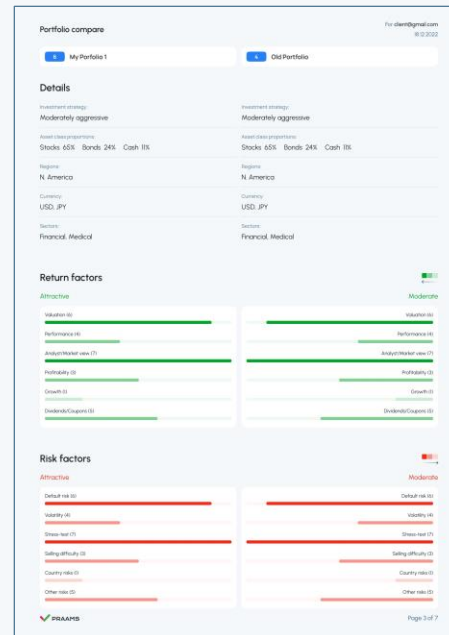 Portfolio compare
For client@gmail.com
18.12.2022
5 My Porfolio 1
4 Old Portfolio
Details
Investment strategy:
Moderately aggressive
Investment strategy:
Moderately aggressive
Asset class proportions:
Stocks 65% Bonds 24% Cash 11%
Asset class proportions:
Stocks 65% Bonds 24% Cash 11%
Regions:
N. America
Regions:
N. America
Currency:
USD, JPY
Currency:
USD, JPY
Sectors:
Financial, Medical
Sectors:
Financial, Medical
Return factors
Attractive
Moderate
Valuation (6)
Valuation (6)
Performance (4)
Performance (4)
Analyst/Market view (7)
Analyst/Market view (7)
Profitability (3)
Profitability (3)
Growth (1)
Growth (1)
Dividends/Coupons (5)
Dividends/Coupons (5)
Risk factors
Attractive
Moderate
Default risk (6)
Default risk (6)
Volatility (4)
Volatility (4)
Stress-test (7)
Stress-test (7)
Selling difficulty (3)
Selling difficulty (3)
Country risks (1)
Country risks (1)
Other risks (5)
Other risks (5)
PRAAMS
Page 3 of 7